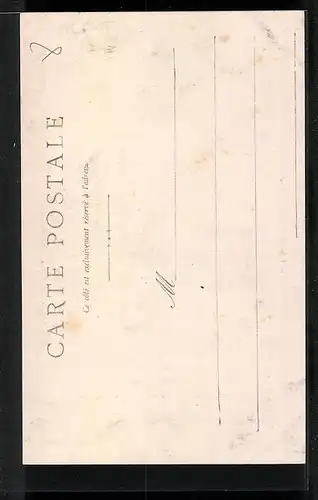 CARTE POSTALE
Ce côté est exclusivement réservé à l'adresse
M